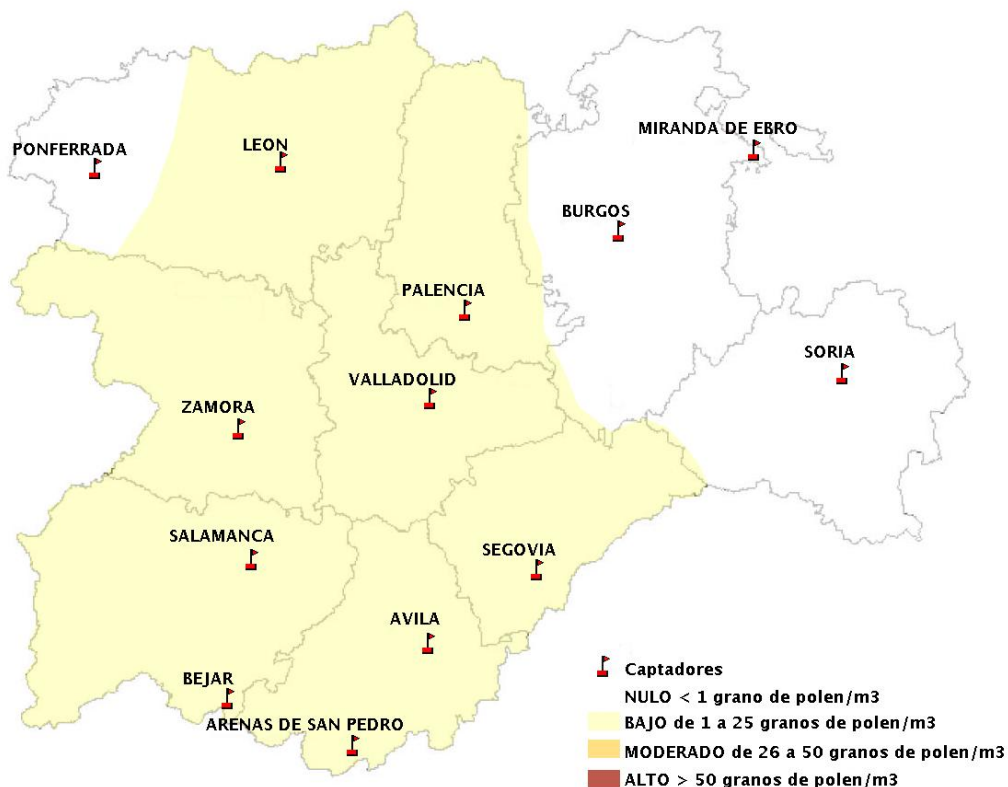 MIRANDA DE EBRO
PONFERRADA
LEON
BURGOS
PALENCIA
SORIA
VALLADOLID
ZAMORA
SALAMANCA
SEGOVIA
AVILA
BEJAR
ARENAS DE SAN PEDRO
Captadores
NULO < 1 grano de polen/m3
BAJO de 1 a 25 granos de polen/m3
MODERADO de 26 a 50 granos de polen/m3
ALTO > 50 granos de polen/m3